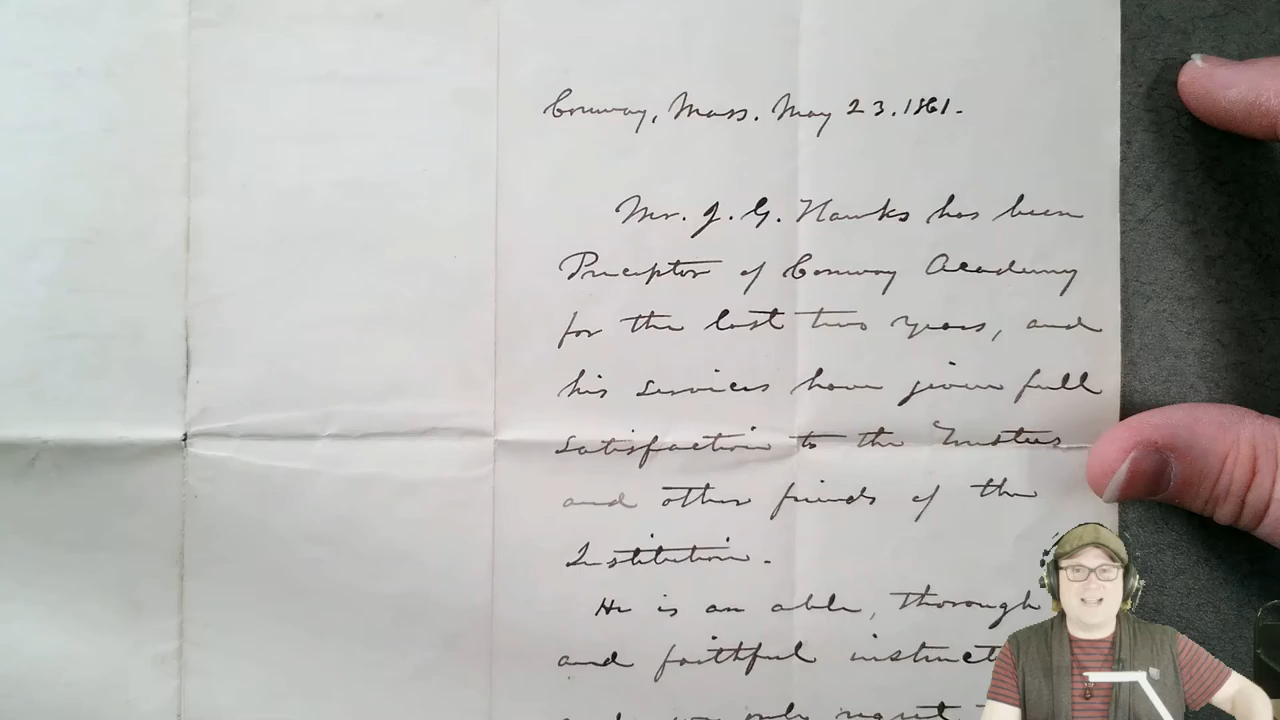 Conway, Mass. May 23. 1861.
Mr. J. G. Hawks has been
Preceptor of Conway Academy
for the last two years, and
his services have given full
satisfaction to the Trustees
and other friends of the
Institution.
He is an able, thorough
and faithful instruct
only regret